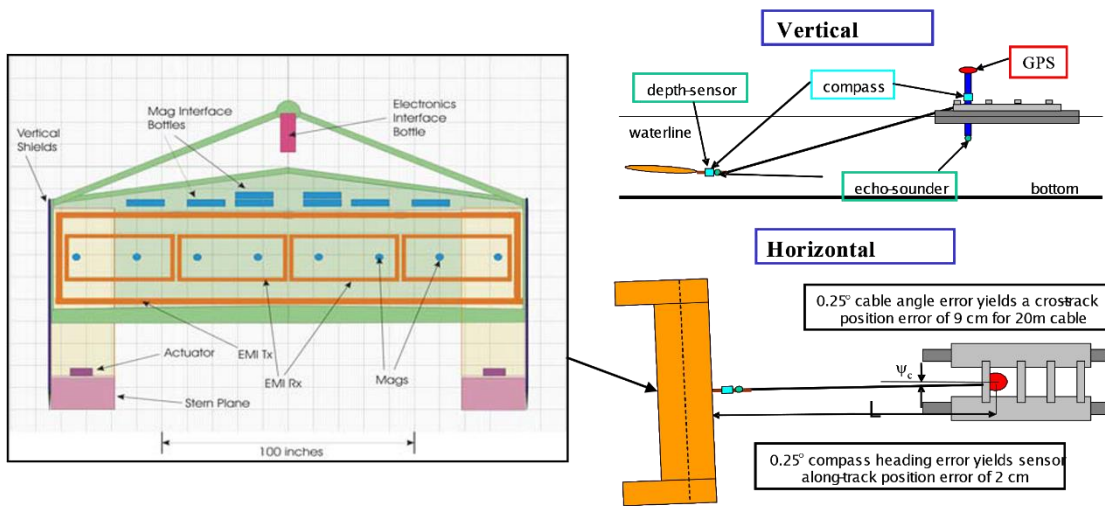 Mag Interface
Bottles
Electronics
Interface
Bottle
Vertical
Shields
Actuator
EMI Tx
EMI Rx
Mags
Stern Plane
100 inches
Vertical
GPS
depth-sensor
compass
waterline
echo-sounder
bottom
Horizontal
0.25° cable angle error yields a cross-track
position error of 9 cm for 20m cable
Ψc
L
0.25° compass heading error yields sensor
along-track position error of 2 cm